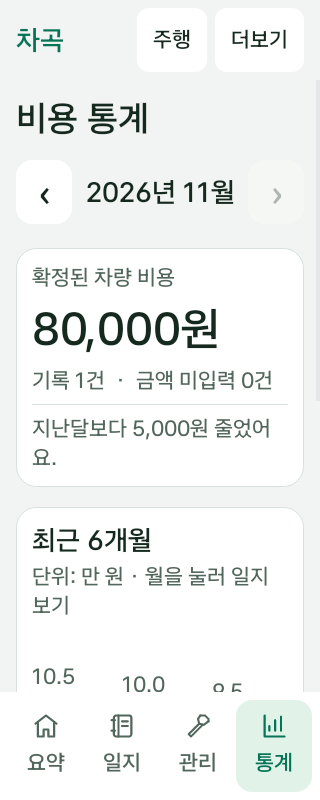 차곡 주행 더보기
비용 통계
‹ 2026년 11월 ›
확정된 차량 비용
80,000원
기록 1건 · 금액 미입력 0건
지난달보다 5,000원 줄었어
요.
최근 6개월
단위: 만 원 · 월을 눌러 일지
보기
10.5 10.0 9.5
요약 일지 관리 통계